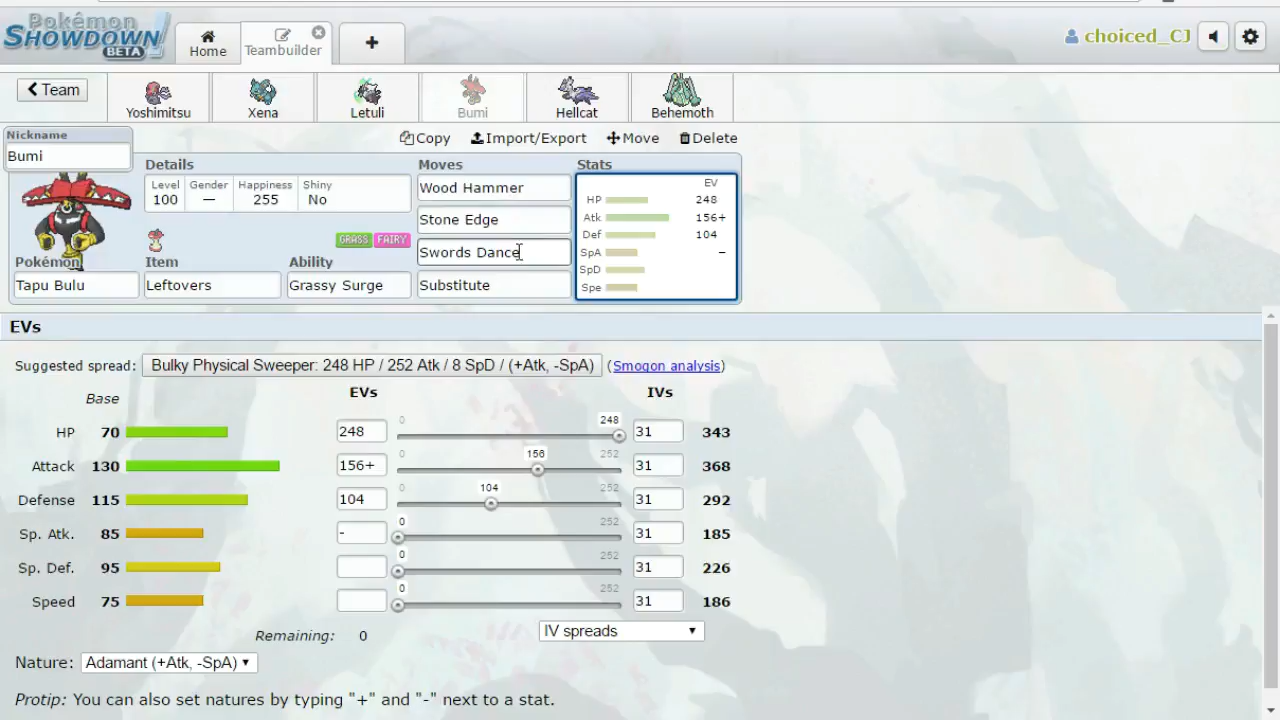 Pokémon
SHOWDOWN
BETA
Home
Teambuilder
+
choiced_CJ
Team
Yoshimitsu
Xena
Letuli
Bumi
Hellcat
Behemoth
Nickname
Bumi
Copy
Import/Export
Move
Delete
Details
Moves
Stats
Level
100
Gender
—
Happiness
255
Shiny
No
Wood Hammer
Stone Edge
Swords Dance
Substitute
EV
HP 248
Atk 156+
Def 104
SpA –
SpD
Spe
GRASS FAIRY
Pokémon
Tapu Bulu
Item
Leftovers
Ability
Grassy Surge
EVs
Suggested spread: Bulky Physical Sweeper: 248 HP / 252 Atk / 8 SpD / (+Atk, -SpA) (Smogon analysis)
Base EVs IVs
HP 70 248 0 248 31 343
Attack 130 156+ 0 156 252 31 368
Defense 115 104 0 104 252 31 292
Sp. Atk. 85 - 0 252 31 185
Sp. Def. 95 0 252 31 226
Speed 75 0 252 31 186
Remaining: 0 IV spreads
Nature: Adamant (+Atk, -SpA)
Protip: You can also set natures by typing "+" and "-" next to a stat.